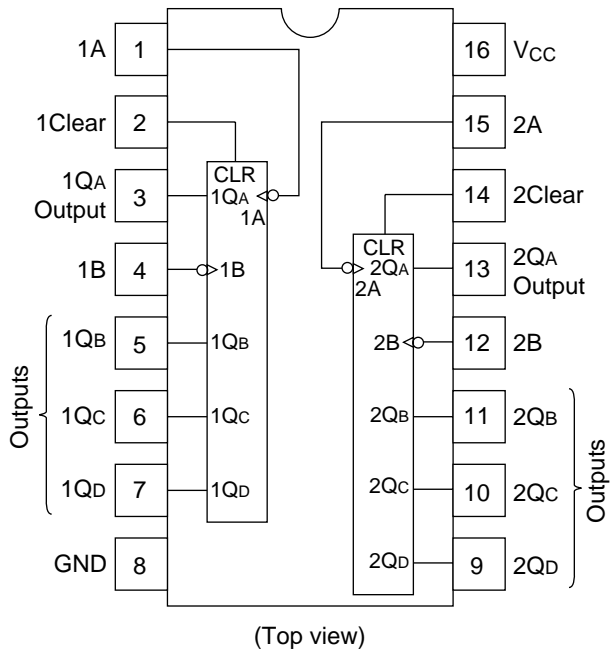 1A 1
16 VCC
1Clear 2
15 2A
1QA
Output 3
CLR
1QA
1A
14 2Clear
1B 4
1B
CLR
2QA
2A
13 2QA
Output
Outputs
1QB 5
1QB
2B
12 2B
1QC 6
1QC
2QB
11 2QB
1QD 7
1QD
2QC
10 2QC
Outputs
GND 8
2QD
9 2QD
(Top view)